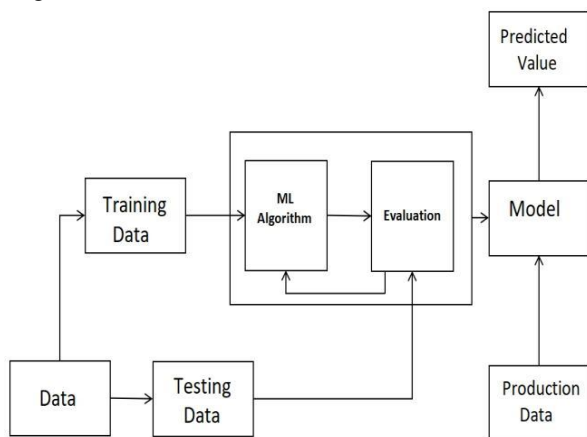 Predicted
Value
Training
Data
ML
Algorithm
Evaluation
Model
Data
Testing
Data
Production
Data